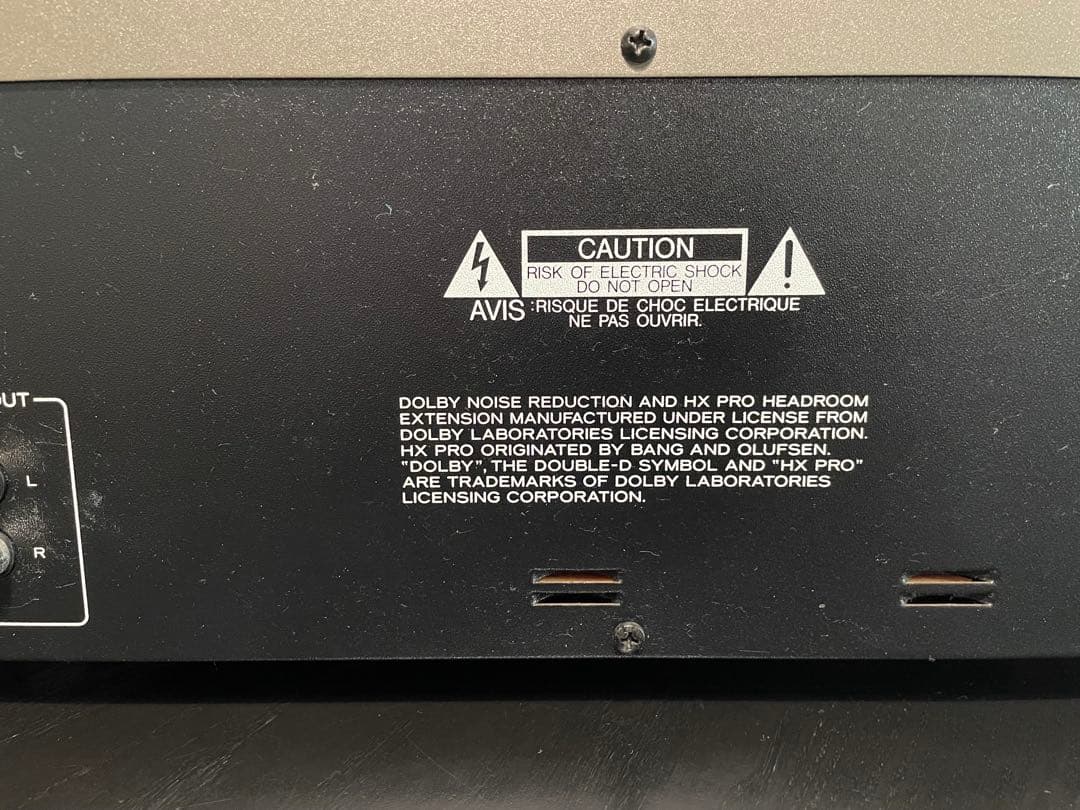 CAUTION
RISK OF ELECTRIC SHOCK
DO NOT OPEN
AVIS :RISQUE DE CHOC ELECTRIQUE
NE PAS OUVRIR.
DOLBY NOISE REDUCTION AND HX PRO HEADROOM
EXTENSION MANUFACTURED UNDER LICENSE FROM
DOLBY LABORATORIES LICENSING CORPORATION.
HX PRO ORIGINATED BY BANG AND OLUFSEN.
"DOLBY", THE DOUBLE-D SYMBOL AND "HX PRO"
ARE TRADEMARKS OF DOLBY LABORATORIES
LICENSING CORPORATION.
L
R